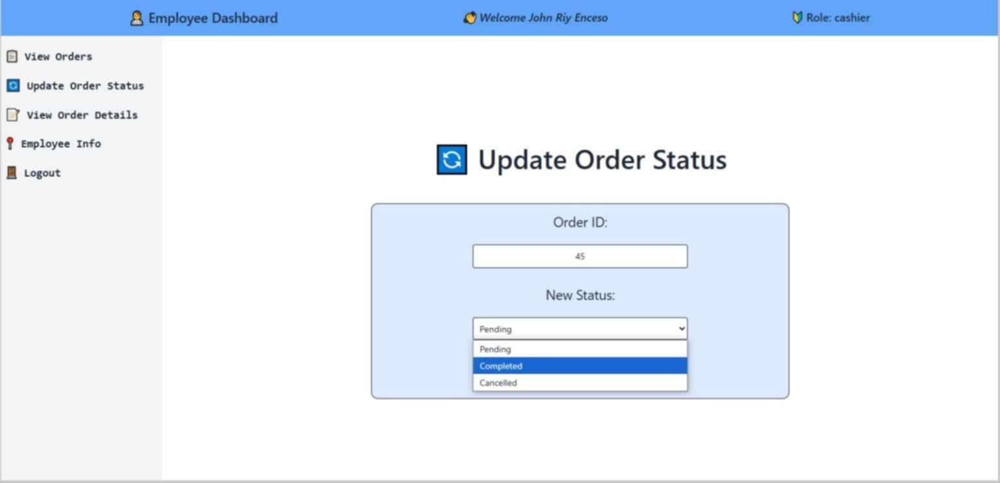 Employee Dashboard
Welcome John Riy Enceso
Role: cashier
View Orders
Update Order Status
View Order Details
Employee Info
Logout
Update Order Status
Order ID:
45
New Status:
Pending
Pending
Completed
Cancelled